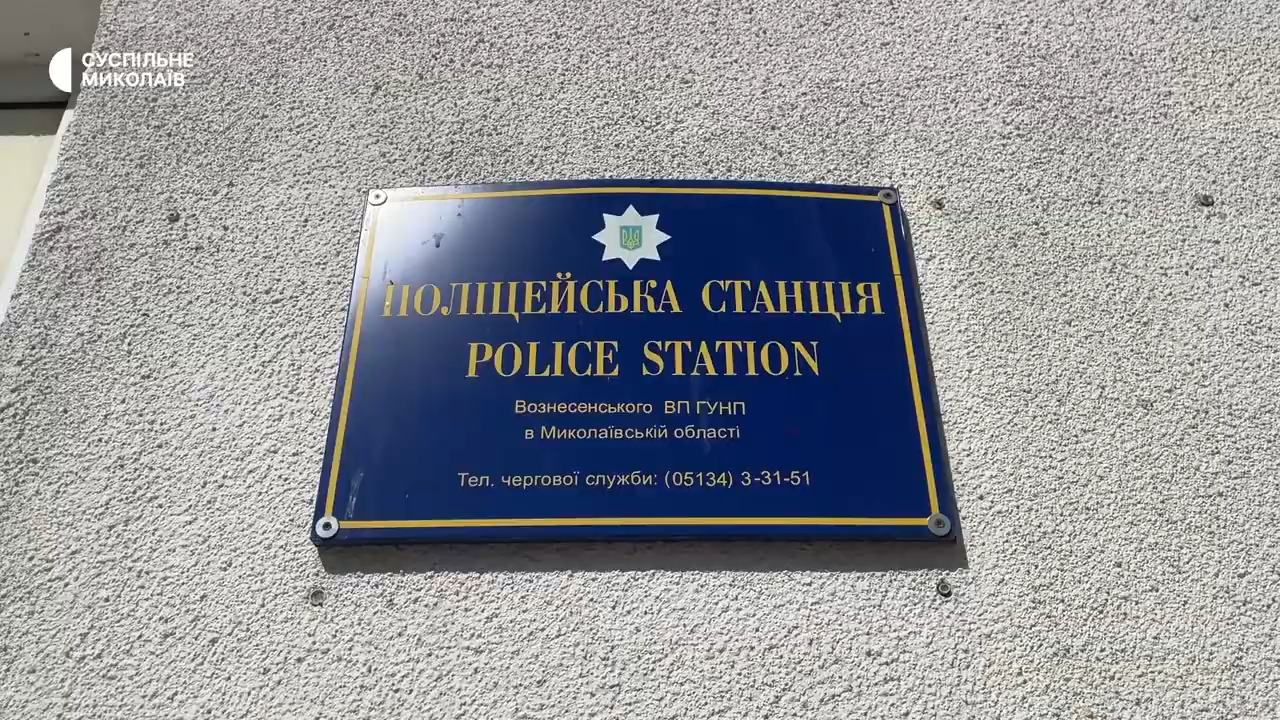 СУСПІЛЬНЕ
МИКОЛАЇВ
ПОЛІЦЕЙСЬКА СТАНЦІЯ
POLICE STATION
Вознесенського ВП ГУНП
в Миколаївській області
Тел. чергової служби: (05134) 3-31-51